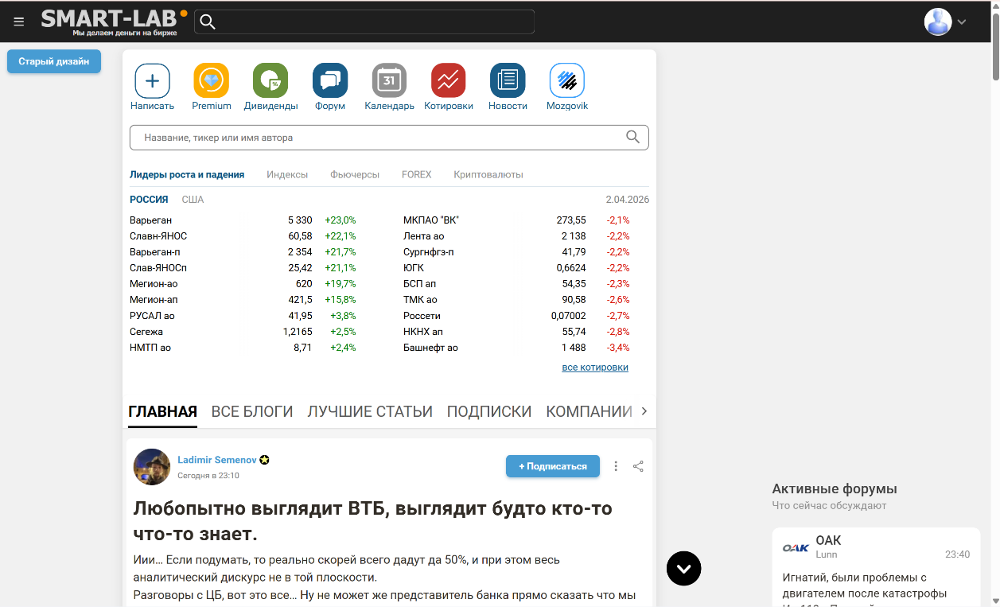 SMART-LAB
Мы делаем деньги на бирже
Старый дизайн
31
%
Написать Premium Дивиденды Форум Календарь Котировки Новости Mozgovik
Название, тикер или имя автора
Лидеры роста и падения Индексы Фьючерсы FOREX Криптовалюты
РОССИЯ США 2.04.2026
Варьеган 5 330 +23,0% МКПАО "ВК" 273,55 -2,1%
Славн-ЯНОС 60,58 +22,1% Лента ао 2 138 -2,2%
Варьеган-п 2 354 +21,7% Сургнфгз-п 41,79 -2,2%
Слав-ЯНОСп 25,42 +21,1% ЮГК 0,6624 -2,2%
Мегион-ао 620 +19,7% БСП ап 54,35 -2,3%
Мегион-ап 421,5 +15,8% ТМК ао 90,58 -2,6%
РУСАЛ ао 41,95 +3,8% Россети 0,07002 -2,7%
Сегежа 1,2165 +2,5% НКНХ ап 55,74 -2,8%
НМТП ао 8,71 +2,4% Башнефт ао 1 488 -3,4%
все котировки
ГЛАВНАЯ ВСЕ БЛОГИ ЛУЧШИЕ СТАТЬИ ПОДПИСКИ КОМПАНИИ
Ladimir Semenov
Сегодня в 23:10
+ Подписаться
Любопытно выглядит ВТБ, выглядит будто кто-то
что-то знает.
Иии... Если подумать, то реально скорей всего дадут да 50%, и при этом весь
аналитический дискурс не в той плоскости.
Разговоры с ЦБ, вот это все... Ну не может же представитель банка прямо сказать что мы
Активные форумы
Что сейчас обсуждают
ОАК
ОАК
Lunn 23:40
Игнатий, были проблемы с
двигателем после катастрофы